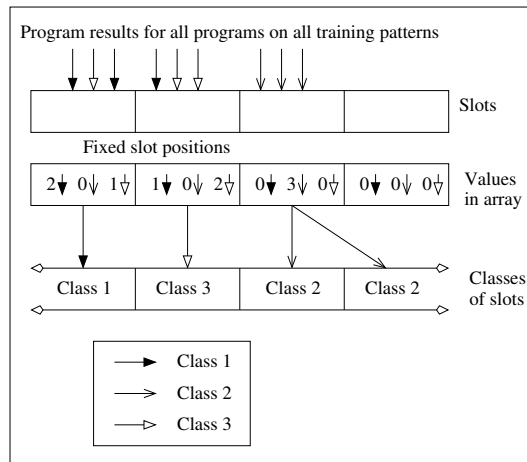 Program results for all programs on all training patterns
Slots
Fixed slot positions
2 0 1 1 0 2 0 3 0 0 0 0
Values
in array
Class 1 Class 3 Class 2 Class 2
Classes
of slots
Class 1
Class 2
Class 3